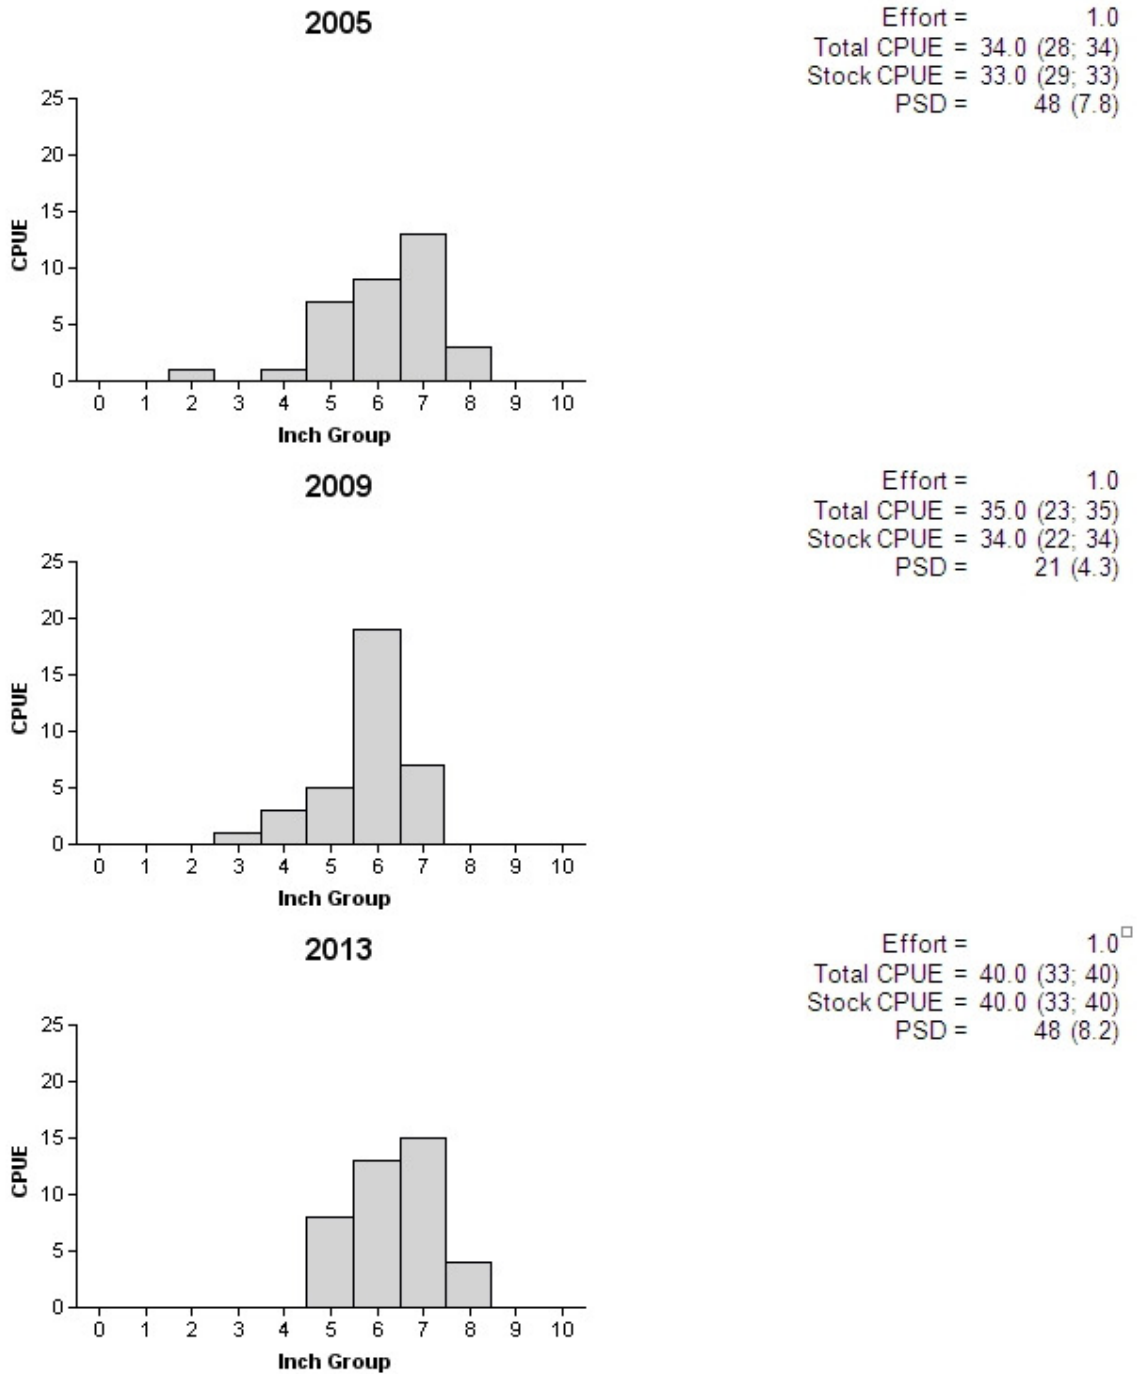 2005
Effort = 1.0
Total CPUE = 34.0 (28; 34)
Stock CPUE = 33.0 (29; 33)
PSD = 48 (7.8)
25
20
15
10
5
0
CPUE
0 1 2 3 4 5 6 7 8 9 10
Inch Group
2009
Effort = 1.0
Total CPUE = 35.0 (23; 35)
Stock CPUE = 34.0 (22; 34)
PSD = 21 (4.3)
25
20
15
10
5
0
CPUE
0 1 2 3 4 5 6 7 8 9 10
Inch Group
2013
Effort = 1.0
Total CPUE = 40.0 (33; 40)
Stock CPUE = 40.0 (33; 40)
PSD = 48 (8.2)
25
20
15
10
5
0
CPUE
0 1 2 3 4 5 6 7 8 9 10
Inch Group